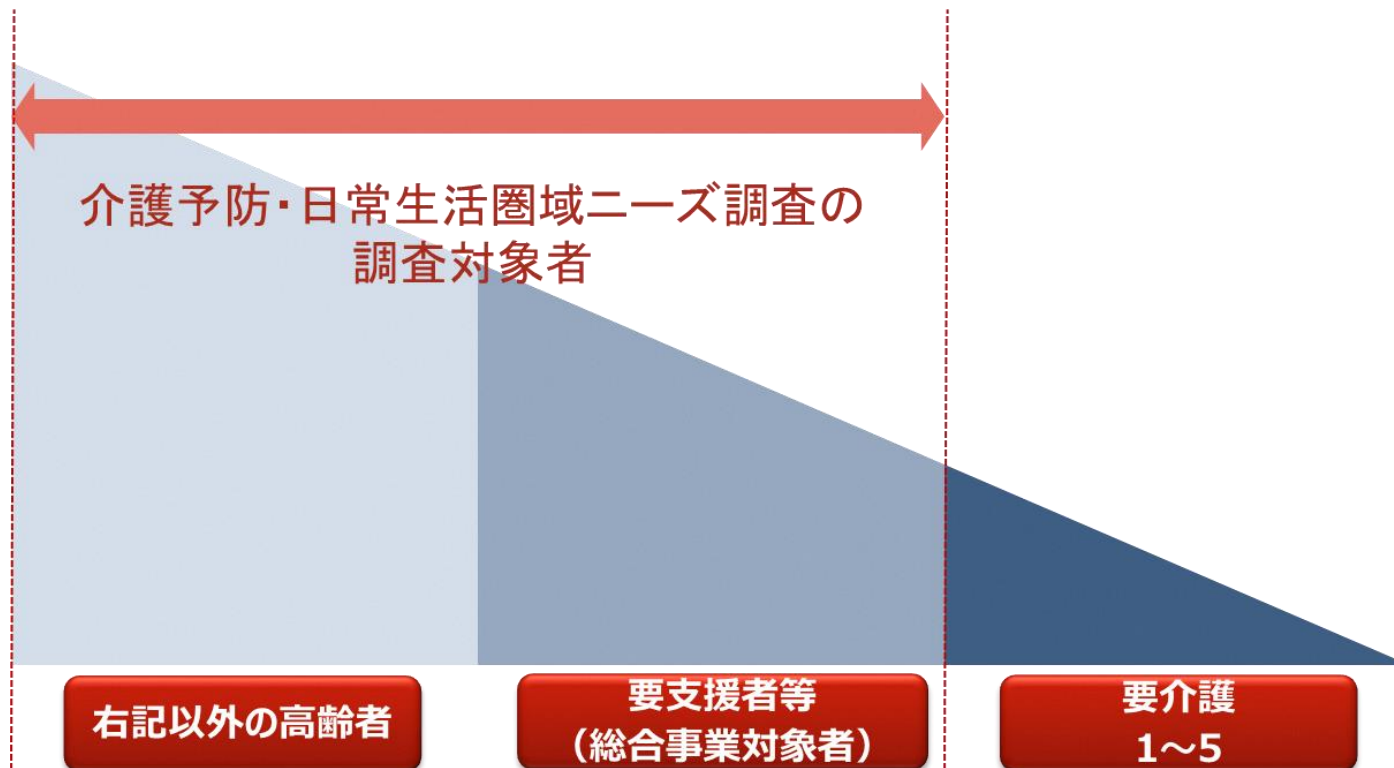 介護予防・日常生活圏域ニーズ調査の
調査対象者
右記以外の高齢者
要支援者等
（総合事業対象者）
要介護
1～5